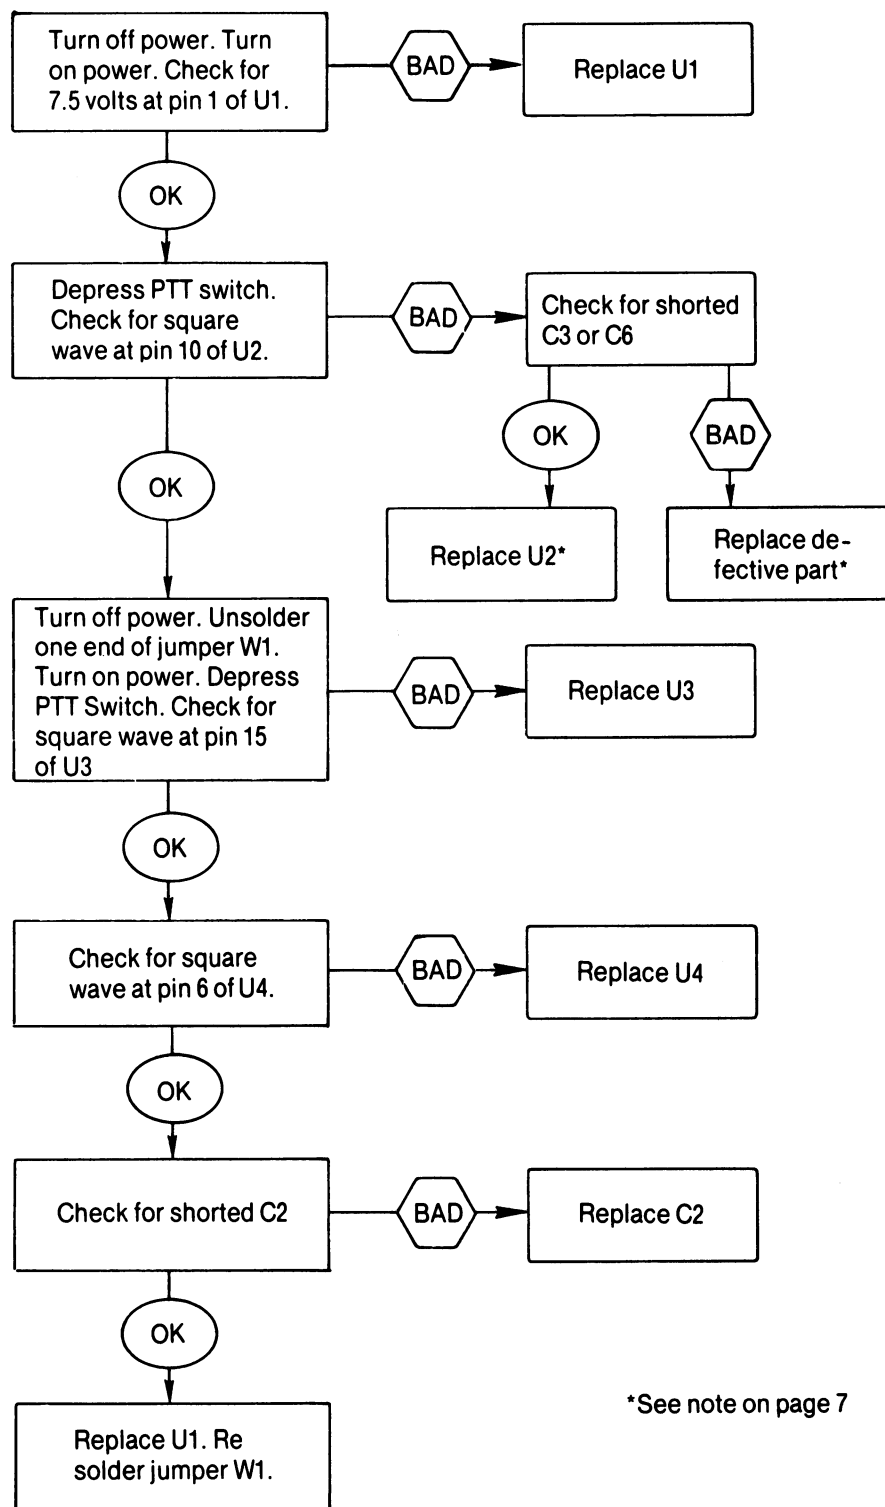 Turn off power. Turn
on power. Check for
7.5 volts at pin 1 of U1.
BAD
Replace U1
OK
Depress PTT switch.
Check for square
wave at pin 10 of U2.
BAD
Check for shorted
C3 or C6
OK
BAD
OK
Replace U2*
Replace de-
fective part*
Turn off power. Unsolder
one end of jumper W1.
Turn on power. Depress
PTT Switch. Check for
square wave at pin 15
of U3
BAD
Replace U3
OK
Check for square
wave at pin 6 of U4.
BAD
Replace U4
OK
Check for shorted C2
BAD
Replace C2
OK
Replace U1. Re
solder jumper W1.
*See note on page 7